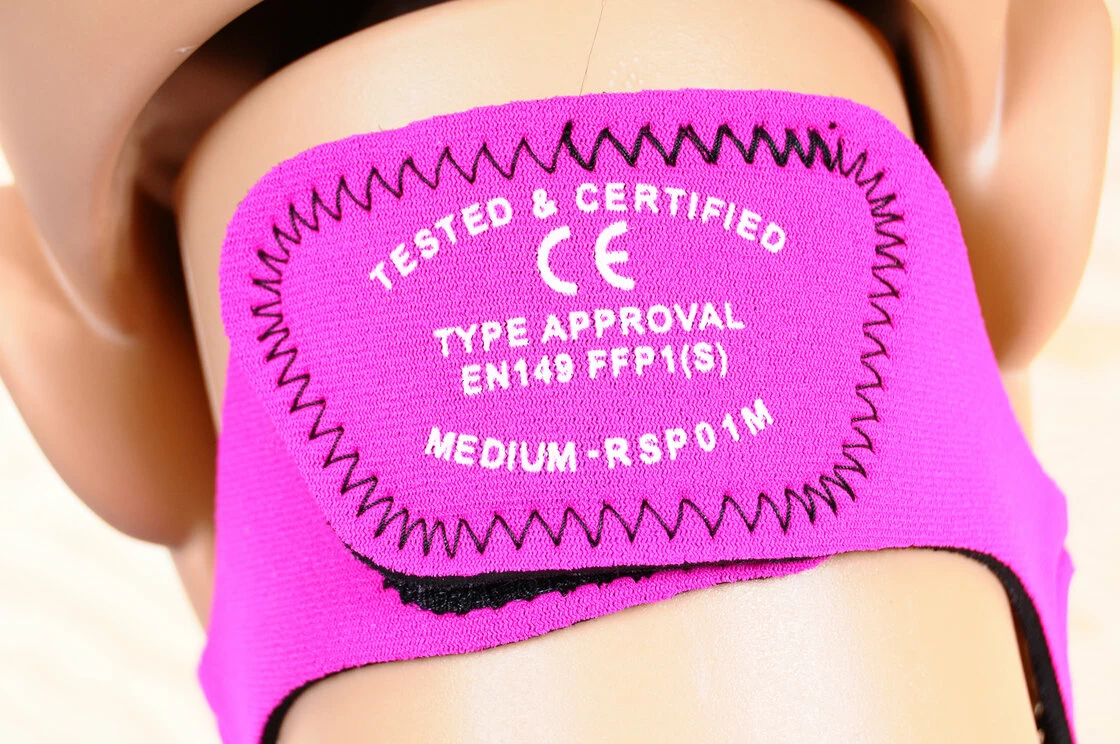 TESTED & CERTIFIED
CE
TYPE APPROVAL
EN149 FFP1(S)
MEDIUM-RSP01M